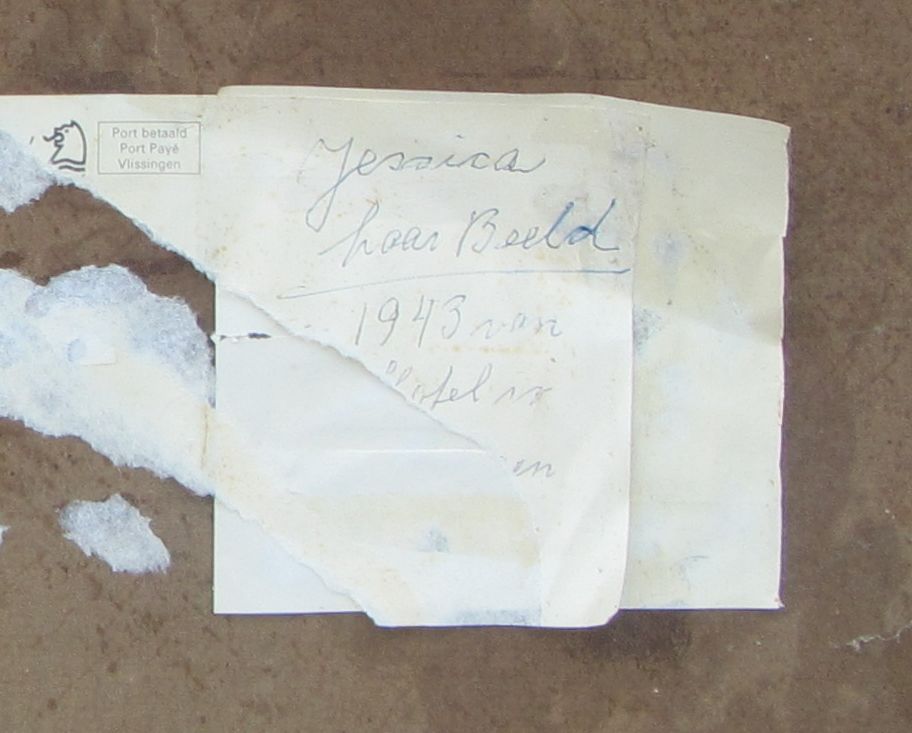 Port betaald
Port Payé
Vlissingen
Jessica
haar Beeld
1943 van